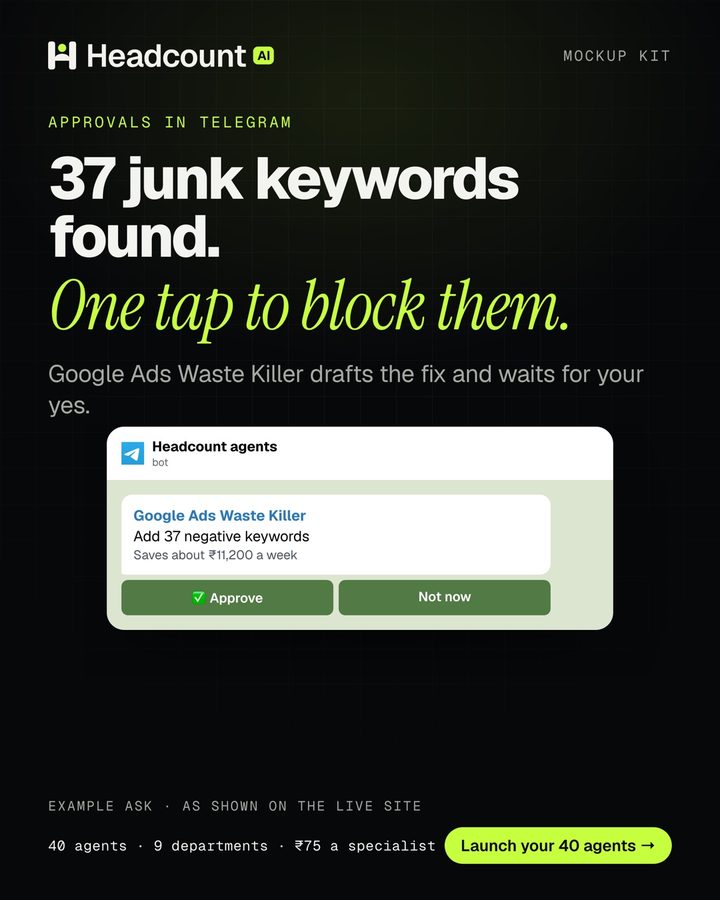 Headcount AI
MOCKUP KIT
APPROVALS IN TELEGRAM
37 junk keywords
found.
One tap to block them.
Google Ads Waste Killer drafts the fix and waits for your
yes.
Headcount agents
bot
Google Ads Waste Killer
Add 37 negative keywords
Saves about ₹11,200 a week
✅ Approve
Not now
EXAMPLE ASK · AS SHOWN ON THE LIVE SITE
40 agents · 9 departments · ₹75 a specialist
Launch your 40 agents →